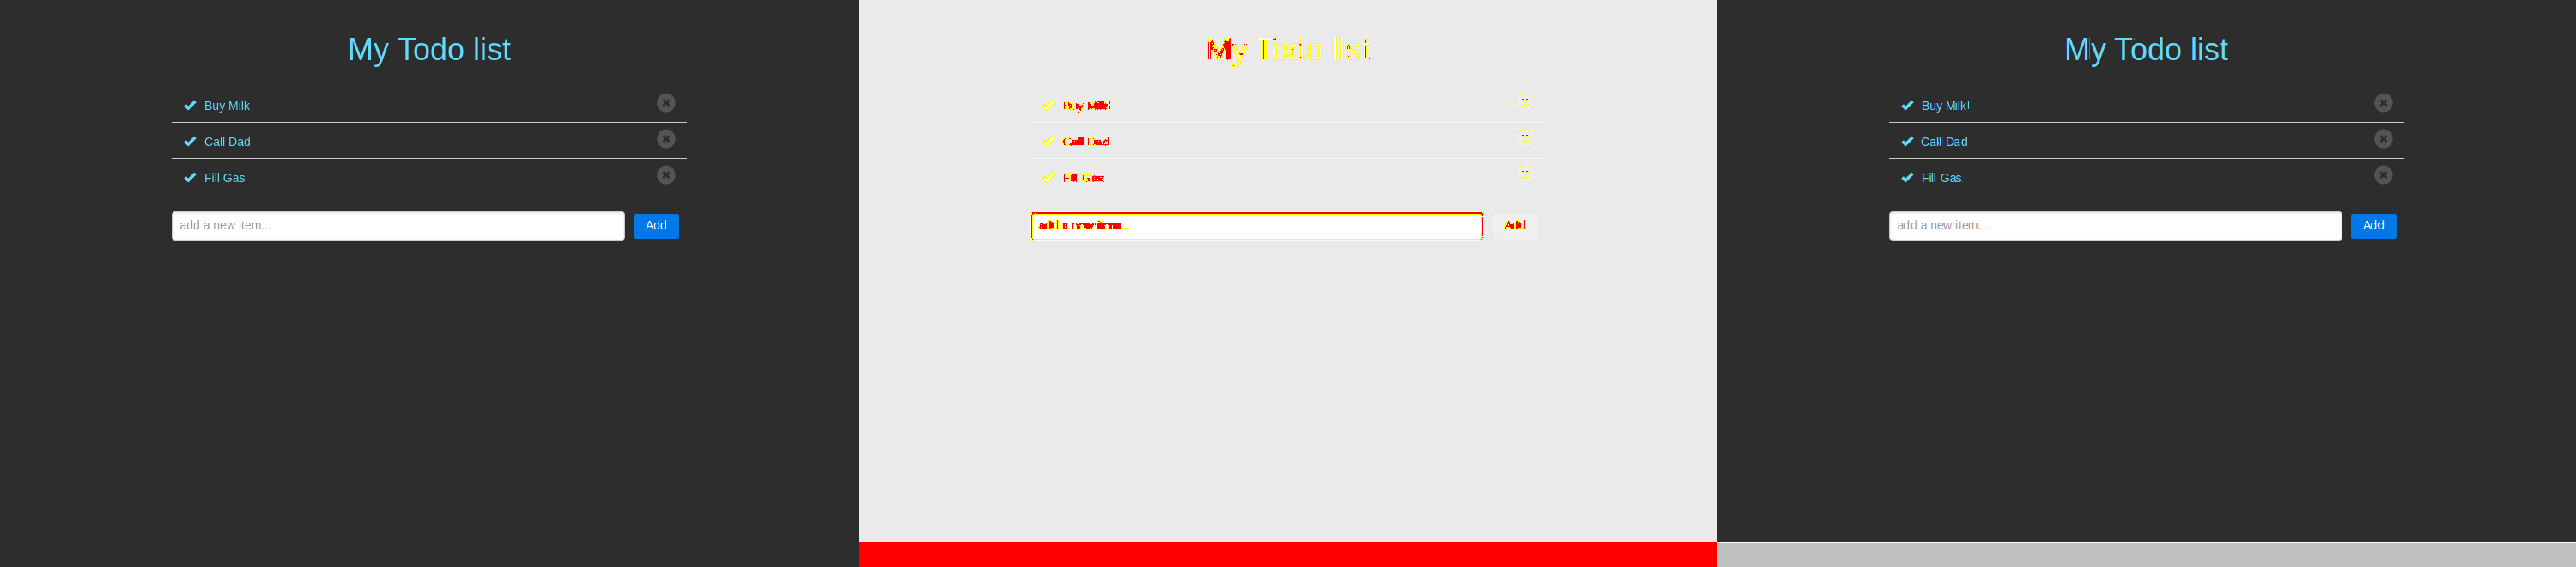 My Todo list
Buy Milk
Call Dad
Fill Gas
add a new item...
Add
My Todo list
Buy Milk
Call Dad
Fill Gas
add a new item...
Add
My Todo list
Buy Milk
Call Dad
Fill Gas
add a new item...
Add